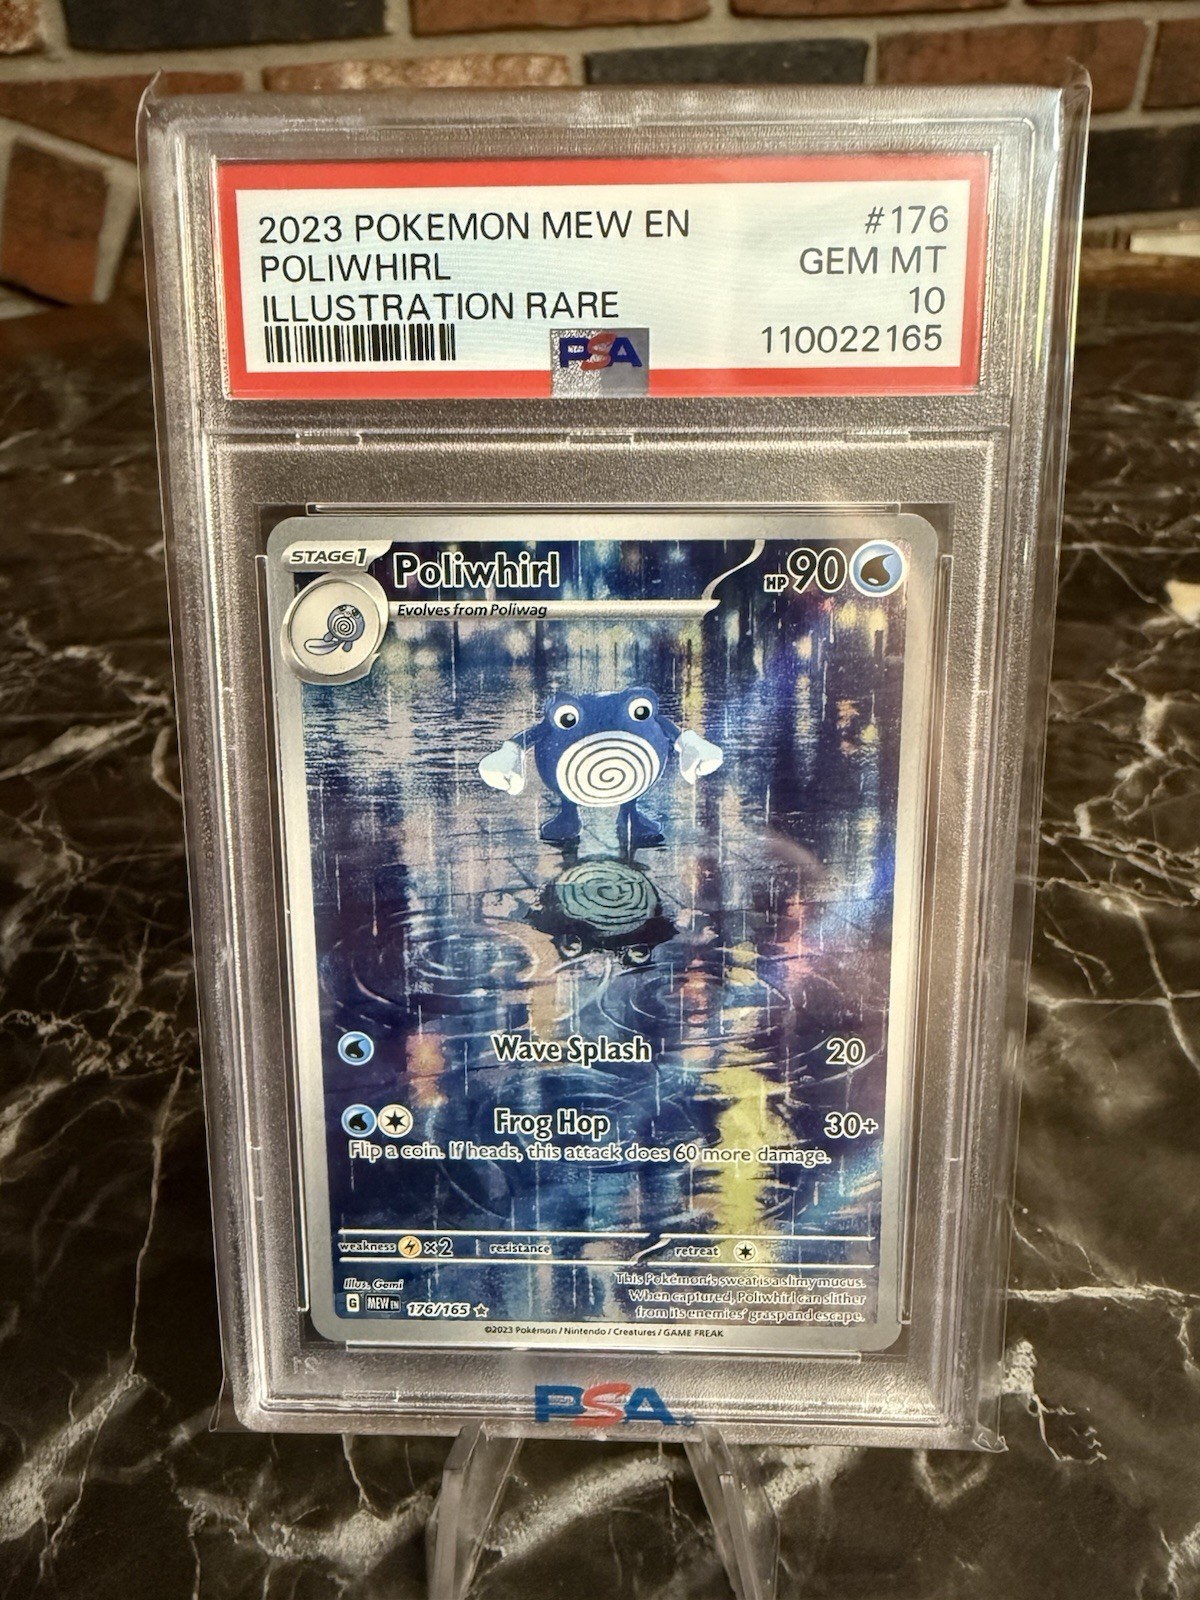 2023 POKEMON MEW EN #176
POLIWHIRL GEM MT
ILLUSTRATION RARE 10
PSA 110022165
STAGE1 Poliwhirl HP 90
Evolves from Poliwag
Wave Splash 20
Frog Hop 30+
Flip a coin. If heads, this attack does 60 more damage.
weakness ×2 resistance retreat
Illus. Gemi
This Pokémon's sweat is a slimy mucus.
When captured, Poliwhirl can slither
from its enemies' grasp and escape.
G MEW EN 176/165
©2023 Pokémon / Nintendo / Creatures / GAME FREAK
PSA®